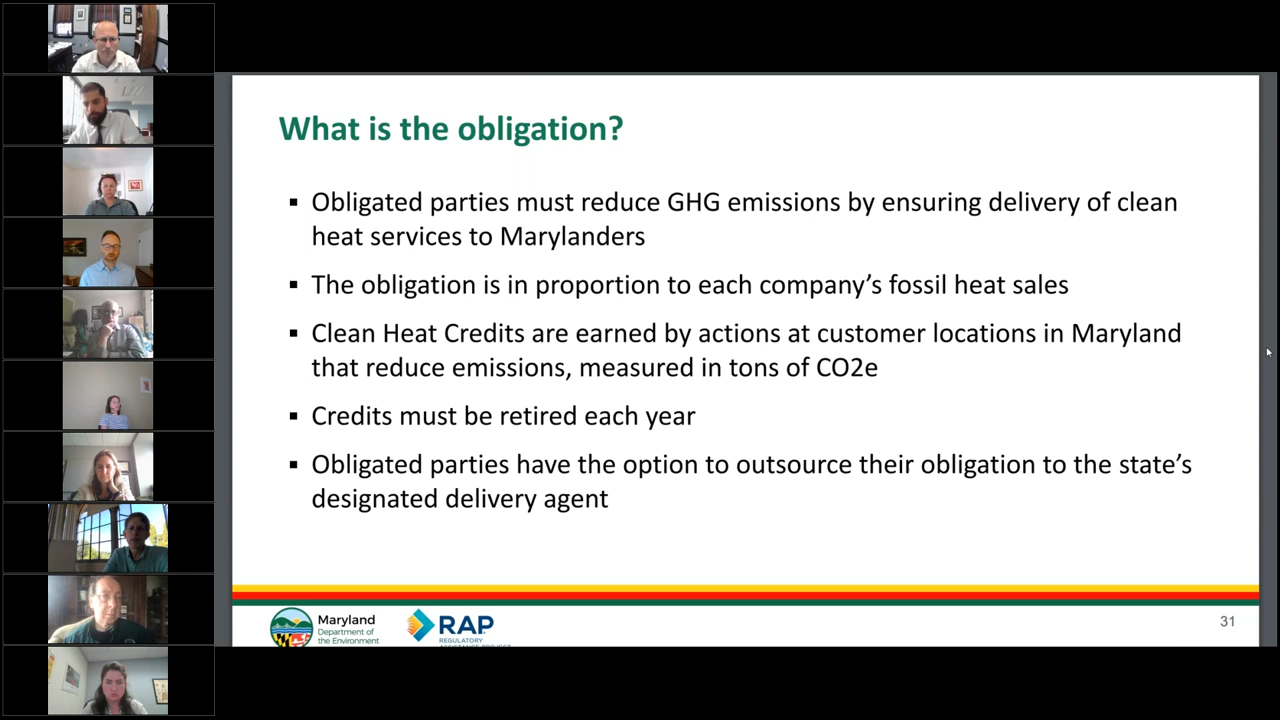 What is the obligation?
▪ Obligated parties must reduce GHG emissions by ensuring delivery of clean
heat services to Marylanders
▪ The obligation is in proportion to each company’s fossil heat sales
▪ Clean Heat Credits are earned by actions at customer locations in Maryland
that reduce emissions, measured in tons of CO2e
▪ Credits must be retired each year
▪ Obligated parties have the option to outsource their obligation to the state’s
designated delivery agent
Maryland
Department of
the Environment
RAP
REGULATORY
ASSISTANCE PROJECT
31